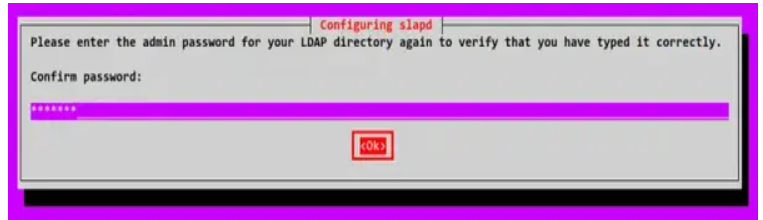 Configuring slapd
Please enter the admin password for your LDAP directory again to verify that you have typed it correctly.
Confirm password:
*******
<Ok>